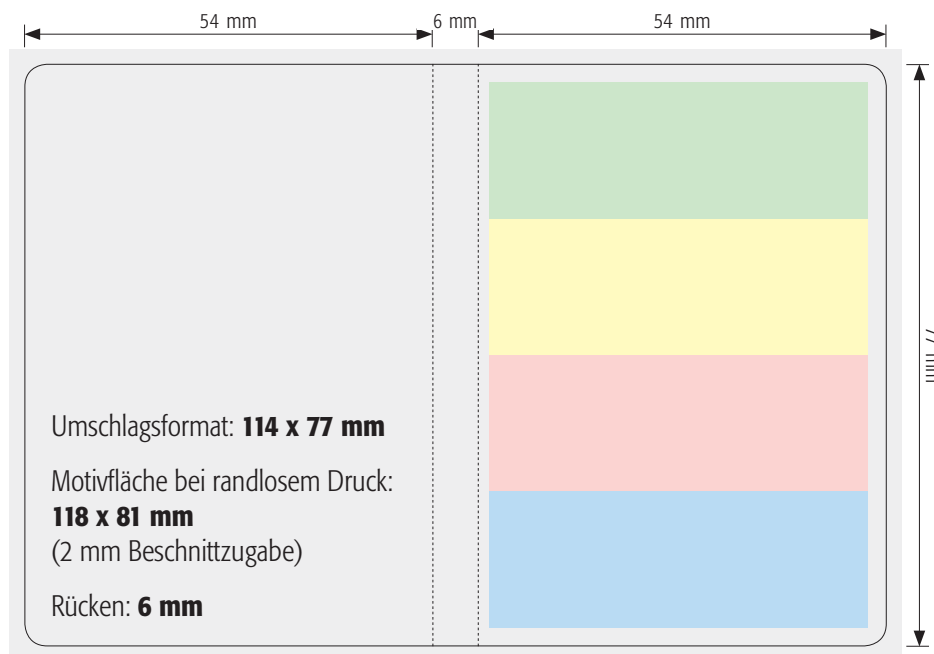 54 mm
6 mm
54 mm
77 mm
Umschlagsformat: 114 x 77 mm
Motivfläche bei randlosem Druck:
118 x 81 mm
(2 mm Beschnittzugabe)
Rücken: 6 mm